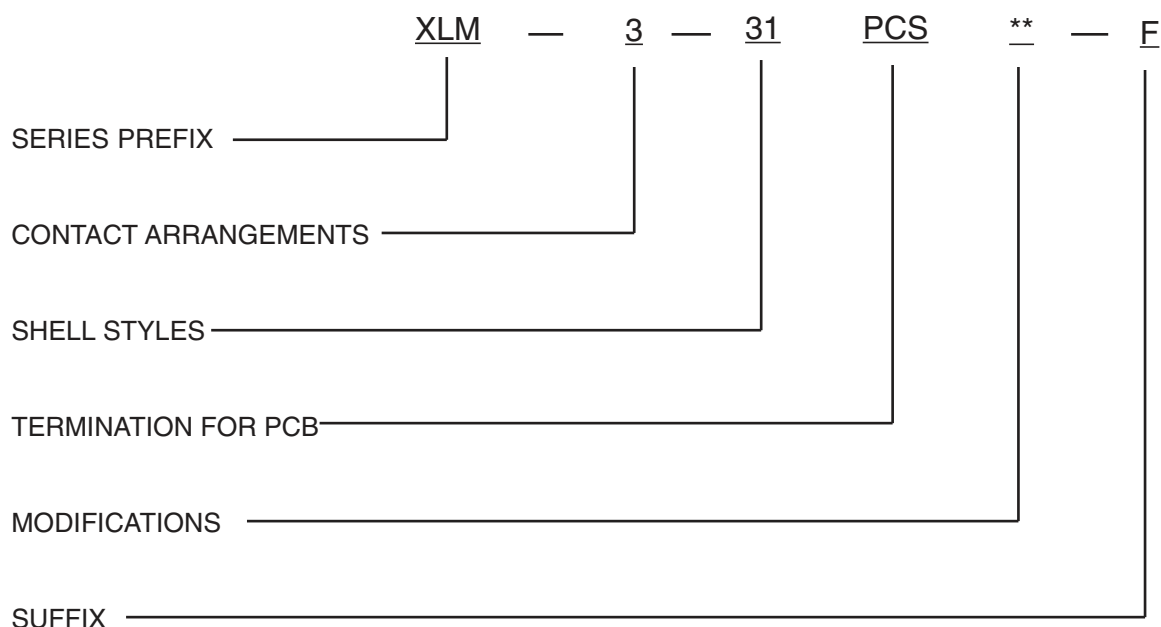 XLM — 3 — 31 PCS ** — F
SERIES PREFIX
CONTACT ARRANGEMENTS
SHELL STYLES
TERMINATION FOR PCB
MODIFICATIONS
SUFFIX